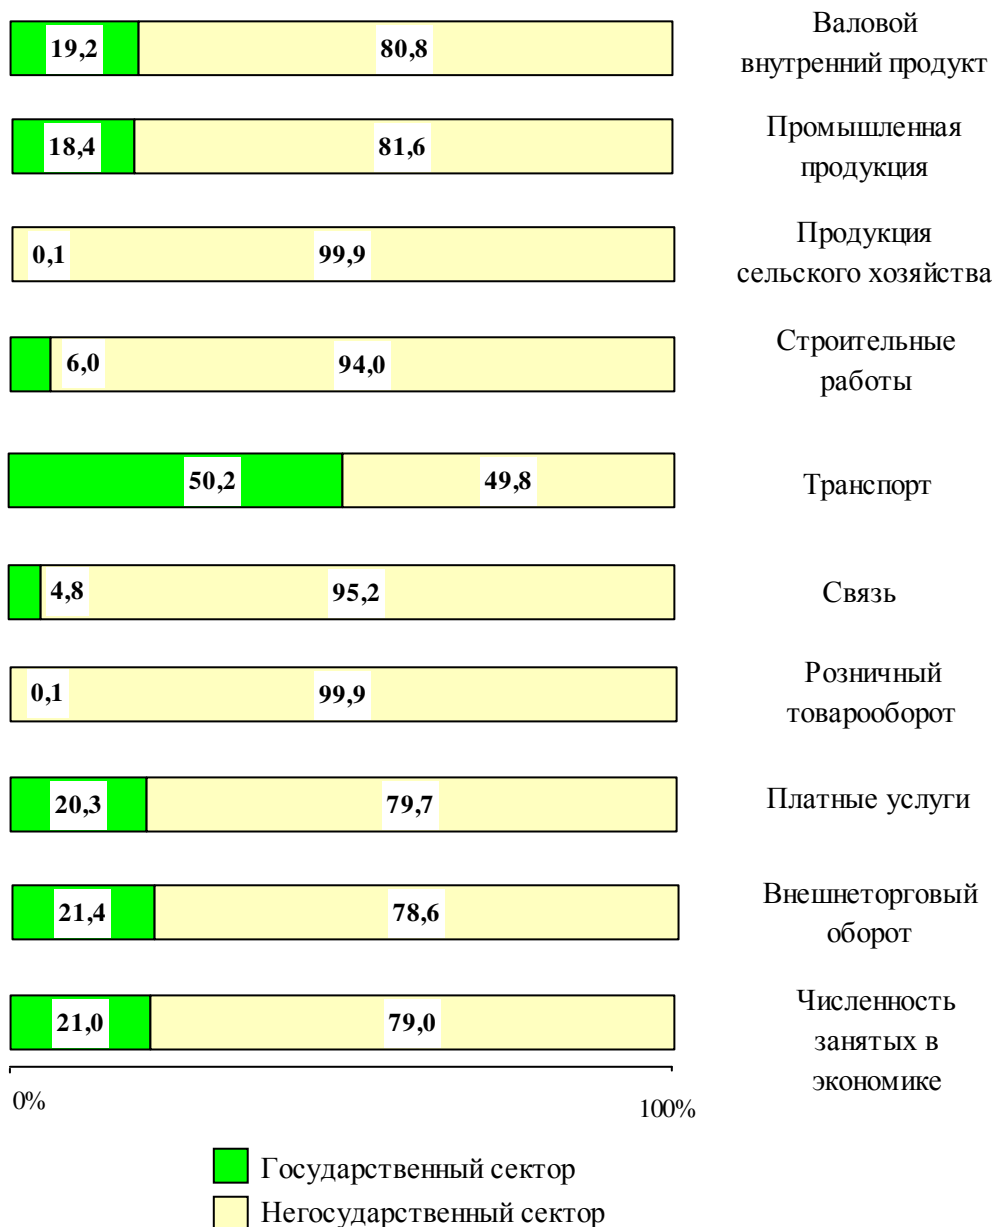 19,2 80,8 Валовой
внутренний продукт
18,4 81,6 Промышленная
продукция
0,1 99,9 Продукция
сельского хозяйства
6,0 94,0 Строительные
работы
50,2 49,8 Транспорт
4,8 95,2 Связь
0,1 99,9 Розничный
товарооборот
20,3 79,7 Платные услуги
21,4 78,6 Внешнеторговый
оборот
21,0 79,0 Численность
занятых в
экономике
0% 100%
Государственный сектор
Негосударственный сектор